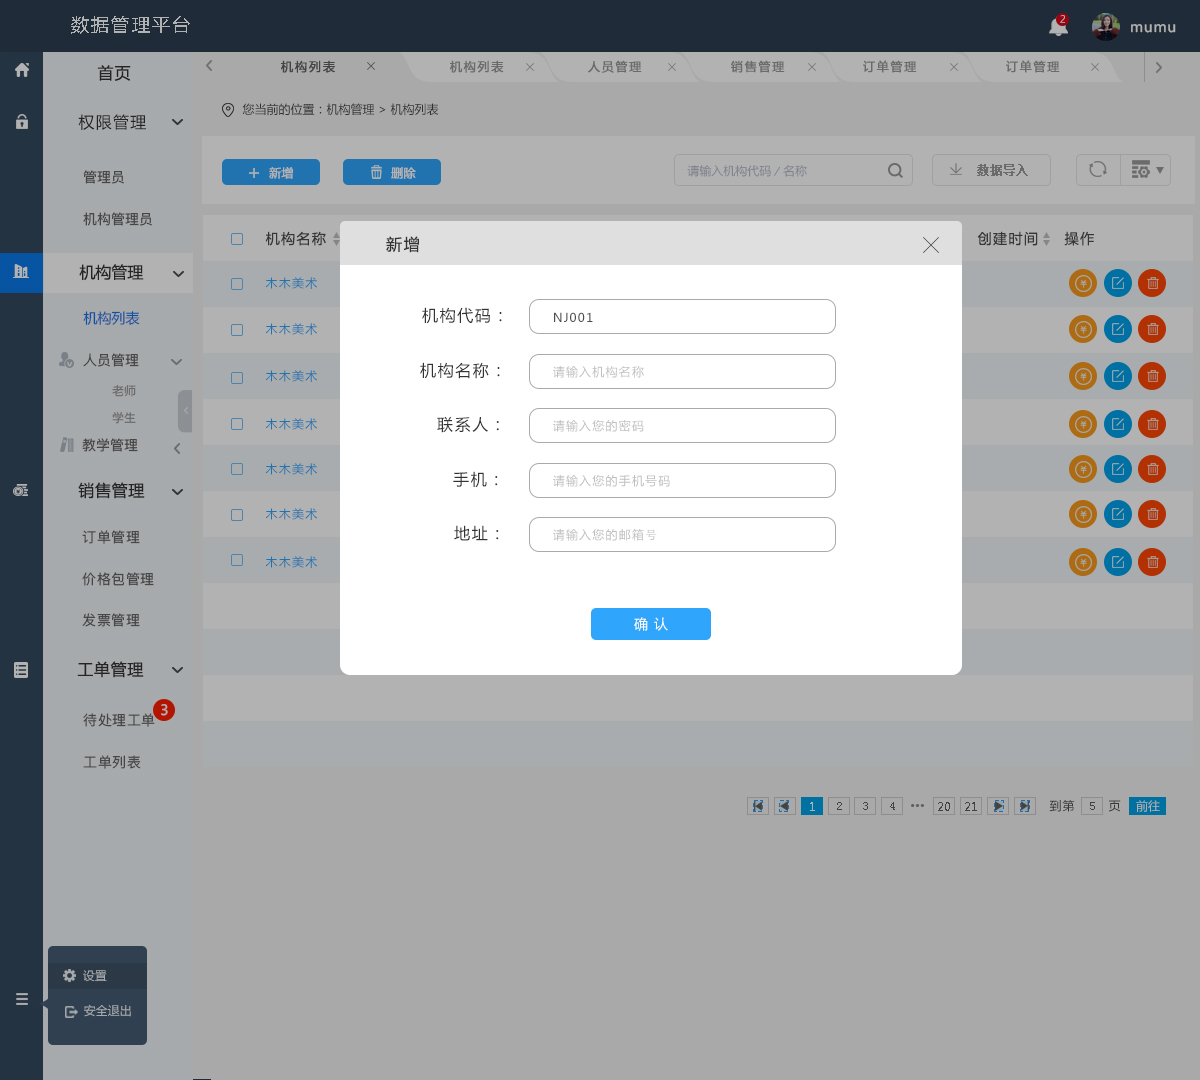 数据管理平台
2
mumu
首页
权限管理
管理员
机构管理员
机构管理
机构列表
人员管理
老师
学生
教学管理
销售管理
订单管理
价格包管理
发票管理
工单管理
待处理工单 3
工单列表
设置
安全退出
机构列表 机构列表 人员管理 销售管理 订单管理 订单管理
您当前的位置：机构管理 > 机构列表
+ 新增 删除 请输入机构代码 / 名称 数据导入
机构名称 创建时间 操作
木木美术
木木美术
木木美术
木木美术
木木美术
木木美术
木木美术
新增
机构代码： NJ001
机构名称： 请输入机构名称
联系人： 请输入您的密码
手机： 请输入您的手机号码
地址： 请输入您的邮箱号
确 认
1 2 3 4 ••• 20 21 到第 5 页 前往